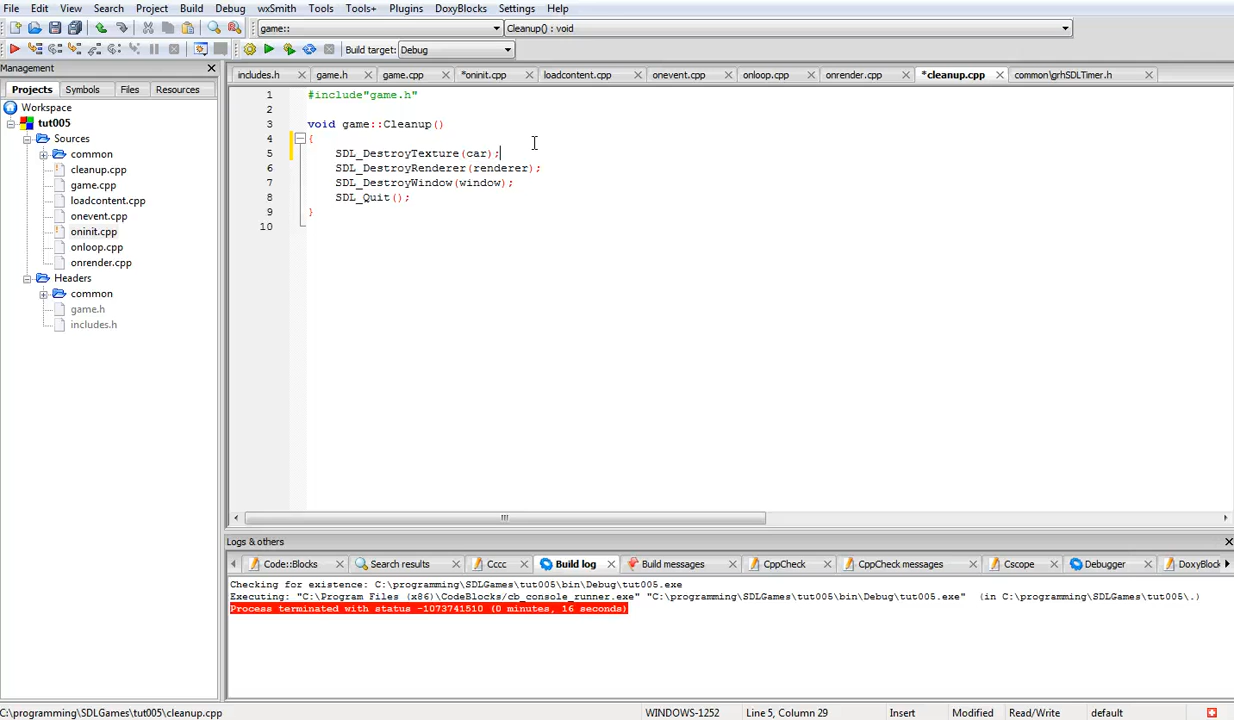 File Edit View Search Project Build Debug wxSmith Tools Tools+ Plugins DoxyBlocks Settings Help
game:: Cleanup() : void
Build target: Debug
Management
includes.h game.h game.cpp *oninit.cpp loadcontent.cpp onevent.cpp onloop.cpp onrender.cpp *cleanup.cpp common\grhSDLTimer.h
Projects Symbols Files Resources
Workspace
tut005
Sources
common
cleanup.cpp
game.cpp
loadcontent.cpp
onevent.cpp
oninit.cpp
onloop.cpp
onrender.cpp
Headers
common
game.h
includes.h
1 #include"game.h"
2
3 void game::Cleanup()
4 {
5 SDL_DestroyTexture(car);
6 SDL_DestroyRenderer(renderer);
7 SDL_DestroyWindow(window);
8 SDL_Quit();
9 }
10
Logs & others
Code::Blocks Search results Cccc Build log Build messages CppCheck CppCheck messages Cscope Debugger DoxyBlock
Checking for existence: C:\programming\SDLGames\tut005\bin\Debug\tut005.exe
Executing: "C:\Program Files (x86)\CodeBlocks/cb_console_runner.exe" "C:\programming\SDLGames\tut005\bin\Debug\tut005.exe" (in C:\programming\SDLGames\tut005\.)
Process terminated with status -1073741510 (0 minutes, 16 seconds)
C:\programming\SDLGames\tut005\cleanup.cpp WINDOWS-1252 Line 5, Column 29 Insert Modified Read/Write default